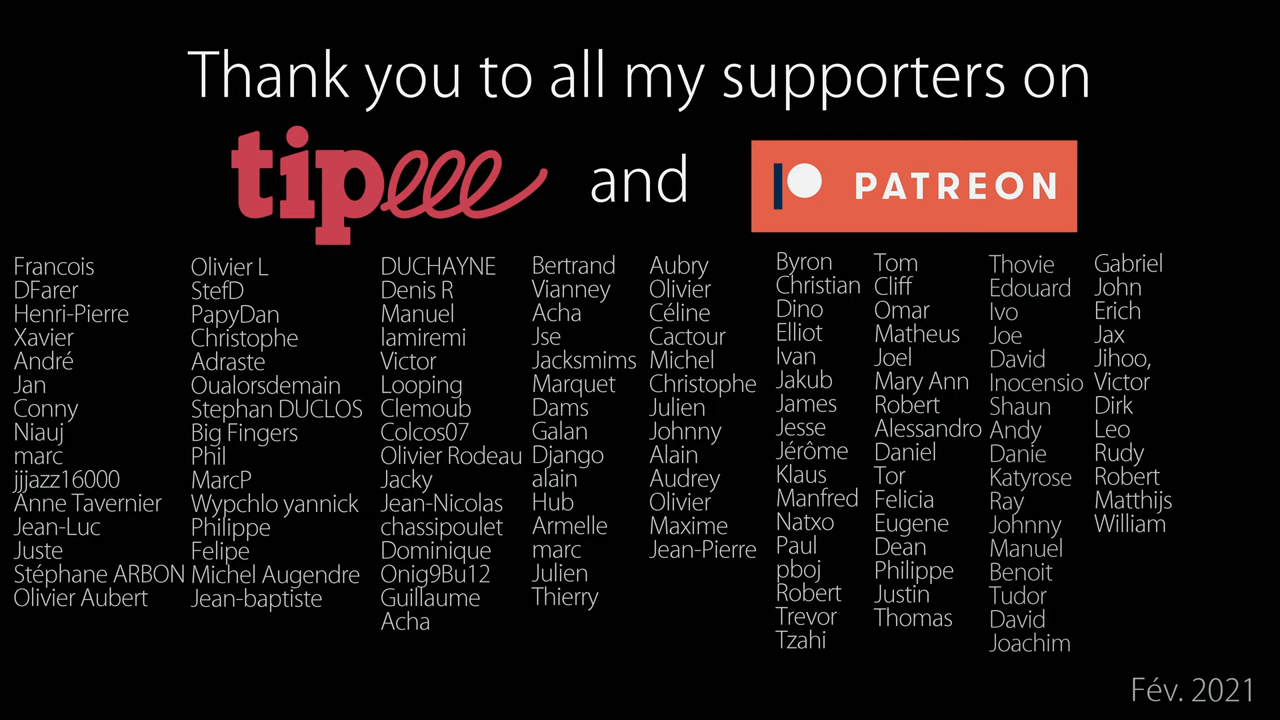 Thank you to all my supporters on
tipeee and PATREON
Francois
DFarer
Henri-Pierre
Xavier
André
Jan
Conny
Niauj
marc
jjjazz16000
Anne Tavernier
Jean-Luc
Juste
Stéphane ARBON
Olivier Aubert
Olivier L
StefD
PapyDan
Christophe
Adraste
Oualorsdemain
Stephan DUCLOS
Big Fingers
Phil
MarcP
Wypchlo yannick
Philippe
Felipe
Michel Augendre
Jean-baptiste
DUCHAYNE
Denis R
Manuel
lamiremi
Victor
Looping
Clemoub
Colcos07
Olivier Rodeau
Jacky
Jean-Nicolas
chassipoulet
Dominique
Onig9Bu12
Guillaume
Acha
Bertrand
Vianney
Acha
Jse
Jacksmims
Marquet
Dams
Galan
Django
alain
Hub
Armelle
marc
Julien
Thierry
Aubry
Olivier
Céline
Cactour
Michel
Christophe
Julien
Johnny
Alain
Audrey
Olivier
Maxime
Jean-Pierre
Byron
Christian
Dino
Elliot
Ivan
Jakub
James
Jesse
Jérôme
Klaus
Manfred
Natxo
Paul
pboj
Robert
Trevor
Tzahi
Tom
Cliff
Omar
Matheus
Joel
Mary Ann
Robert
Alessandro
Daniel
Tor
Felicia
Eugene
Dean
Philippe
Justin
Thomas
Thovie
Edouard
Ivo
Joe
David
Inocensio
Shaun
Andy
Danie
Katyrose
Ray
Johnny
Manuel
Benoit
Tudor
David
Joachim
Gabriel
John
Erich
Jax
Jihoo,
Victor
Dirk
Leo
Rudy
Robert
Matthijs
William
Fév. 2021